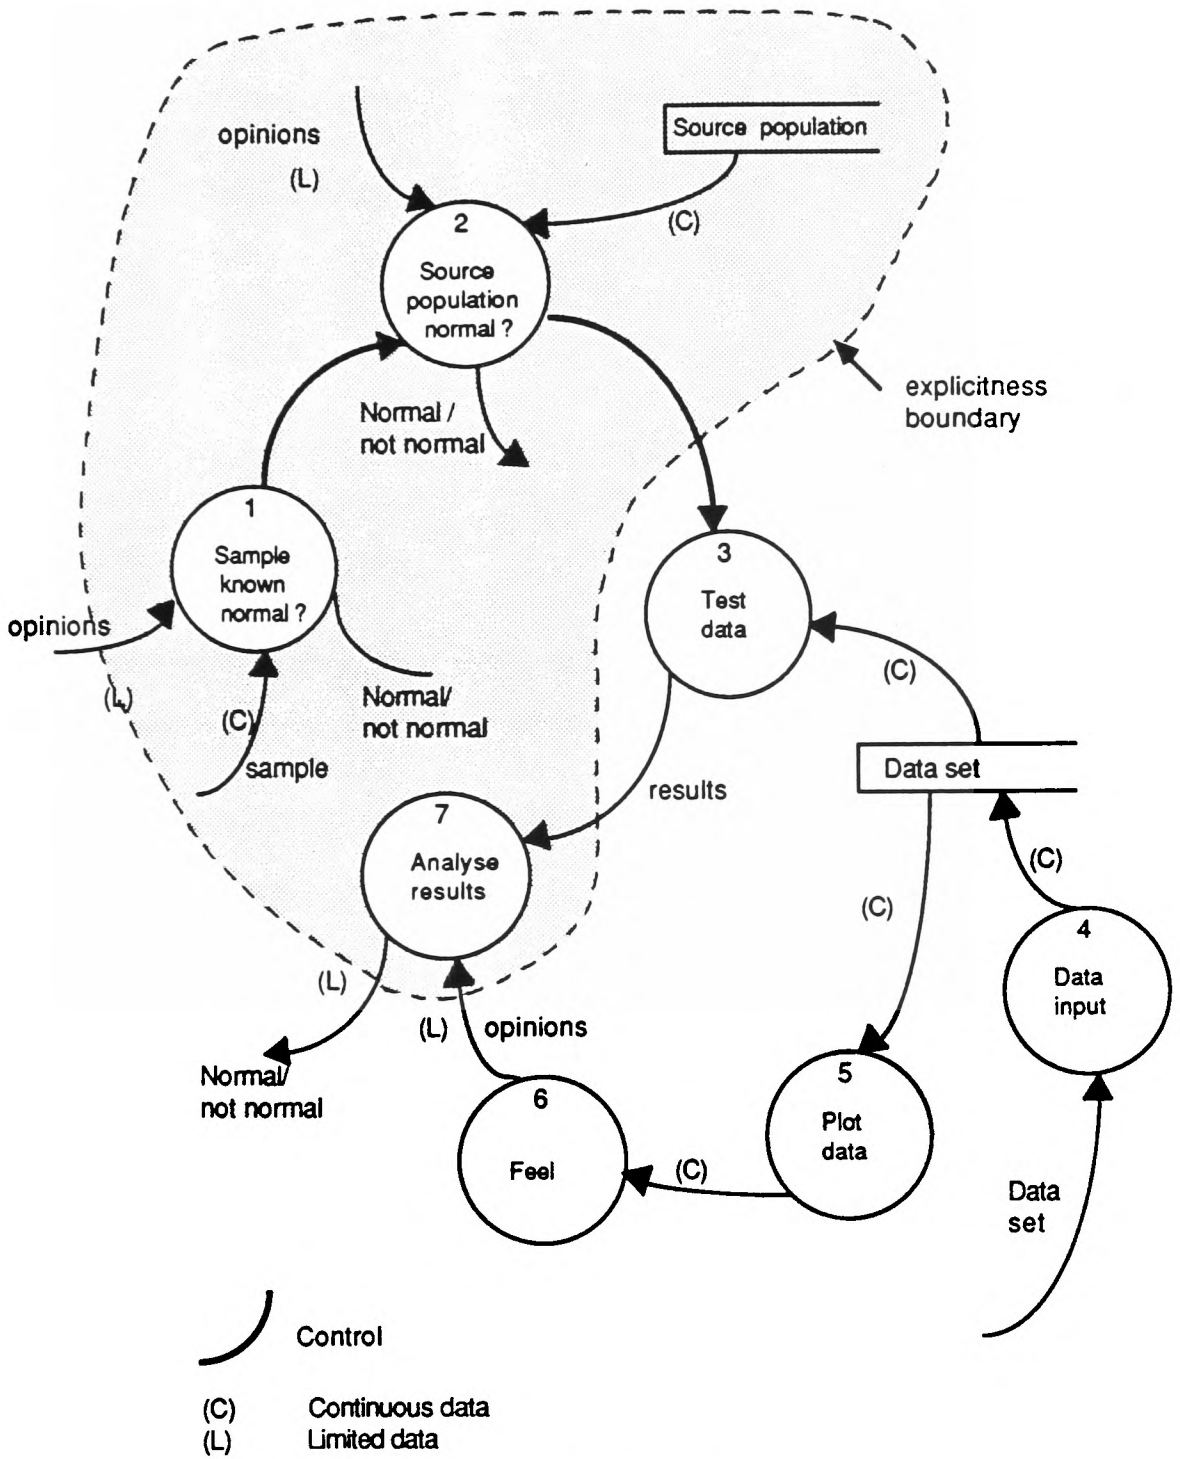 opinions
(L)
Source population
(C)
2
Source
population
normal ?
explicitness
boundary
Normal /
not normal
1
Sample
known
normal ?
3
Test
data
opinions
(L)
(C)
sample
Normal/
not normal
(C)
Data set
results
7
Analyse
results
(C)
(C)
4
Data
input
(L)
(L)
opinions
Normal/
not normal
5
Plot
data
6
Feel
(C)
Data
set
Control
(C) Continuous data
(L) Limited data